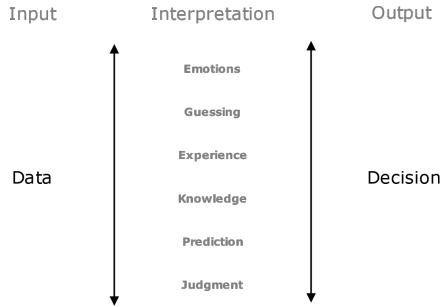 Input Interpretation Output
Emotions
Guessing
Experience
Data Decision
Knowledge
Prediction
Judgment